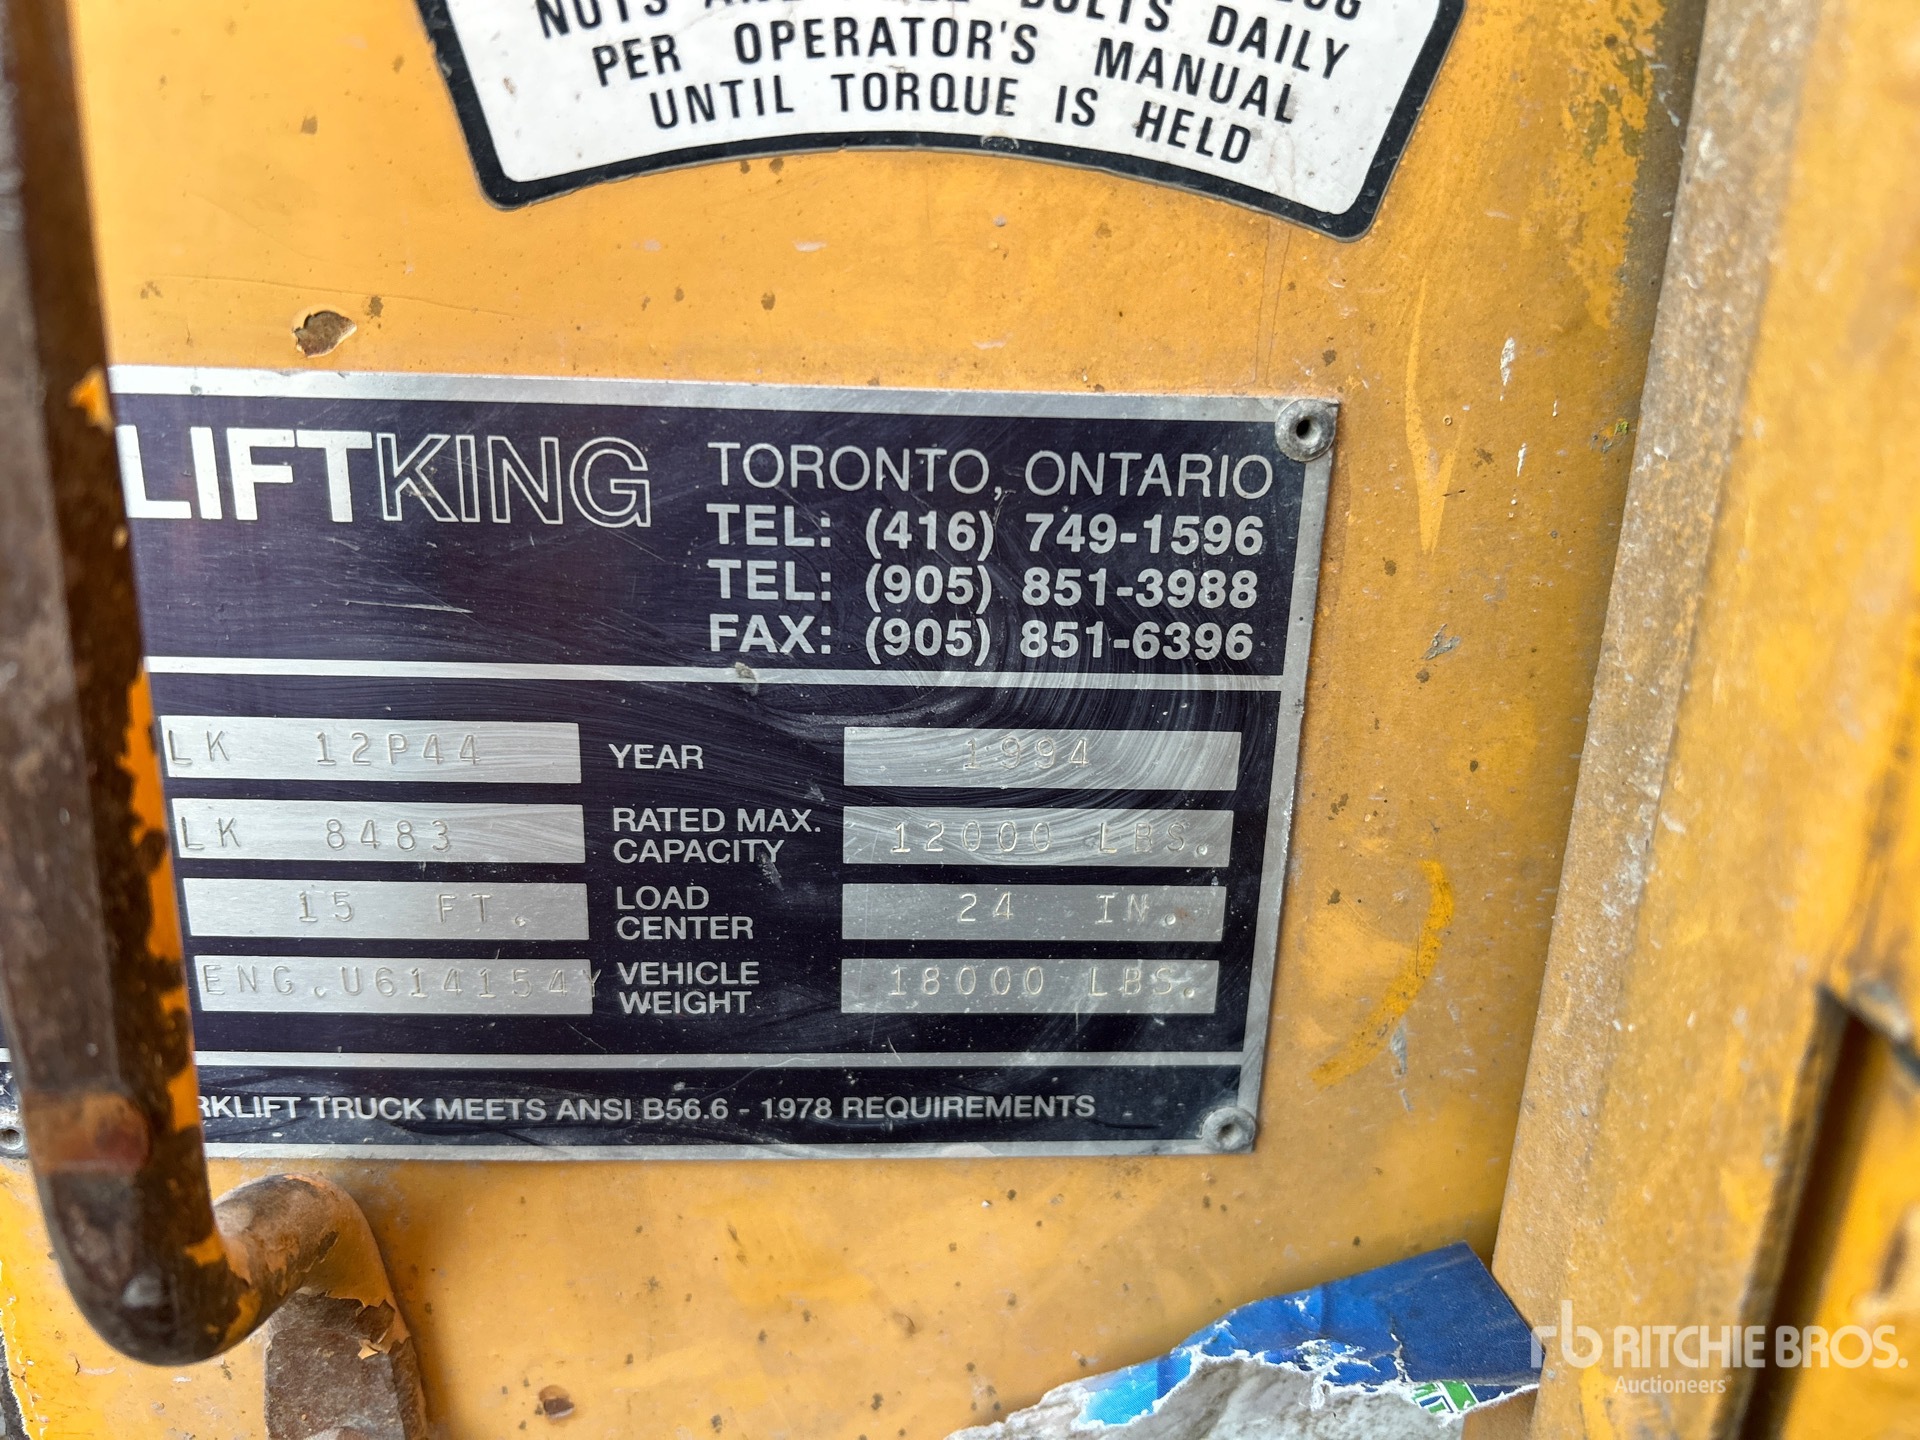 NUTS AND BOLTS DAILY
PER OPERATOR'S MANUAL
UNTIL TORQUE IS HELD
LIFTKING
TORONTO, ONTARIO
TEL: (416) 749-1596
TEL: (905) 851-3988
FAX: (905) 851-6396
LK 12P44 YEAR 1994
LK 8483 RATED MAX. CAPACITY 12000 LBS.
15 FT. LOAD CENTER 24 IN.
ENG.U614154Y VEHICLE WEIGHT 18000 LBS.
RKLIFT TRUCK MEETS ANSI B56.6 - 1978 REQUIREMENTS
rb RITCHIE BROS.
Auctioneers